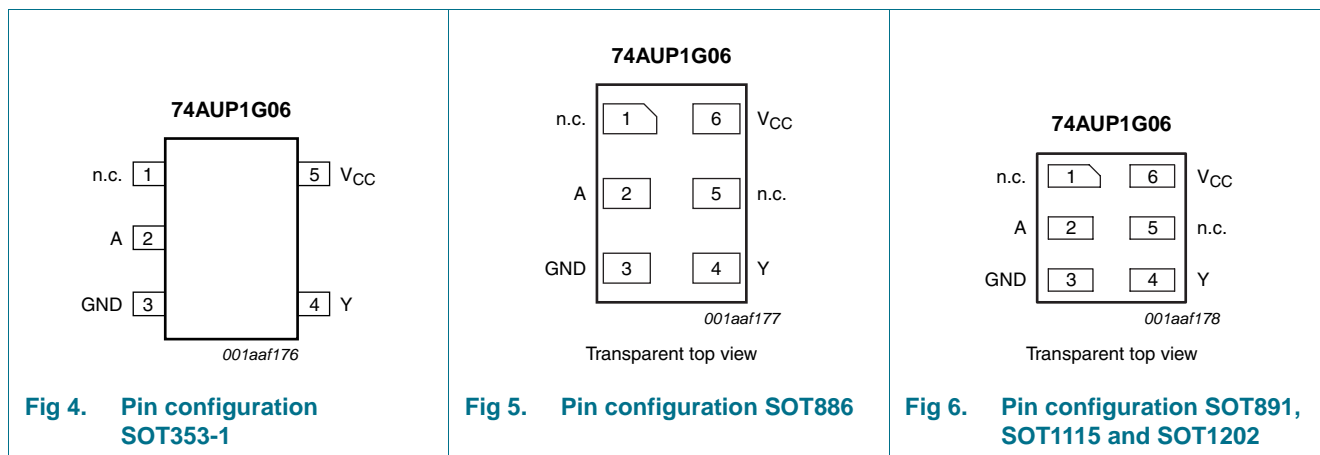 74AUP1G06
n.c. 1
5 VCC
A 2
GND 3
4 Y
001aaf176
Fig 4. Pin configuration
SOT353-1
74AUP1G06
n.c. 1 6 VCC
A 2 5 n.c.
GND 3 4 Y
001aaf177
Transparent top view
Fig 5. Pin configuration SOT886
74AUP1G06
n.c. 1 6 VCC
A 2 5 n.c.
GND 3 4 Y
001aaf178
Transparent top view
Fig 6. Pin configuration SOT891,
SOT1115 and SOT1202